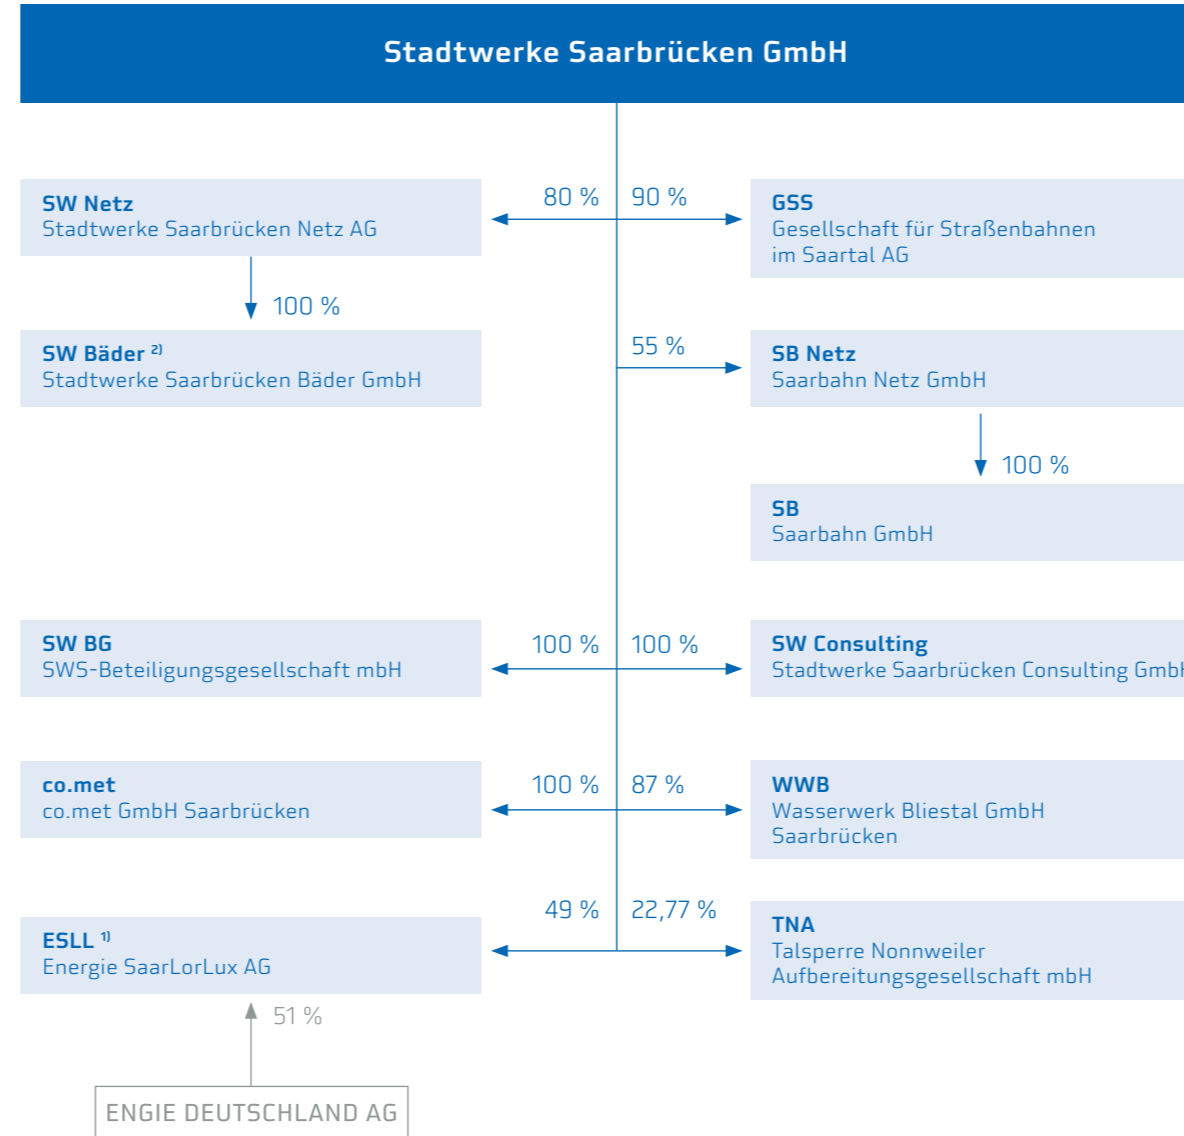 Stadtwerke Saarbrücken GmbH
80 %
90 %
SW Netz
Stadtwerke Saarbrücken Netz AG
GSS
Gesellschaft für Straßenbahnen
im Saartal AG
100 %
SW Bäder ²⁾
Stadtwerke Saarbrücken Bäder GmbH
55 %
SB Netz
Saarbahn Netz GmbH
100 %
SB
Saarbahn GmbH
SW BG
SWS-Beteiligungsgesellschaft mbH
100 %
100 %
SW Consulting
Stadtwerke Saarbrücken Consulting GmbH
co.met
co.met GmbH Saarbrücken
100 %
87 %
WWB
Wasserwerk Bliestal GmbH
Saarbrücken
49 %
22,77 %
ESLL ¹⁾
Energie SaarLorLux AG
TNA
Talsperre Nonnweiler
Aufbereitungsgesellschaft mbH
51 %
ENGIE DEUTSCHLAND AG